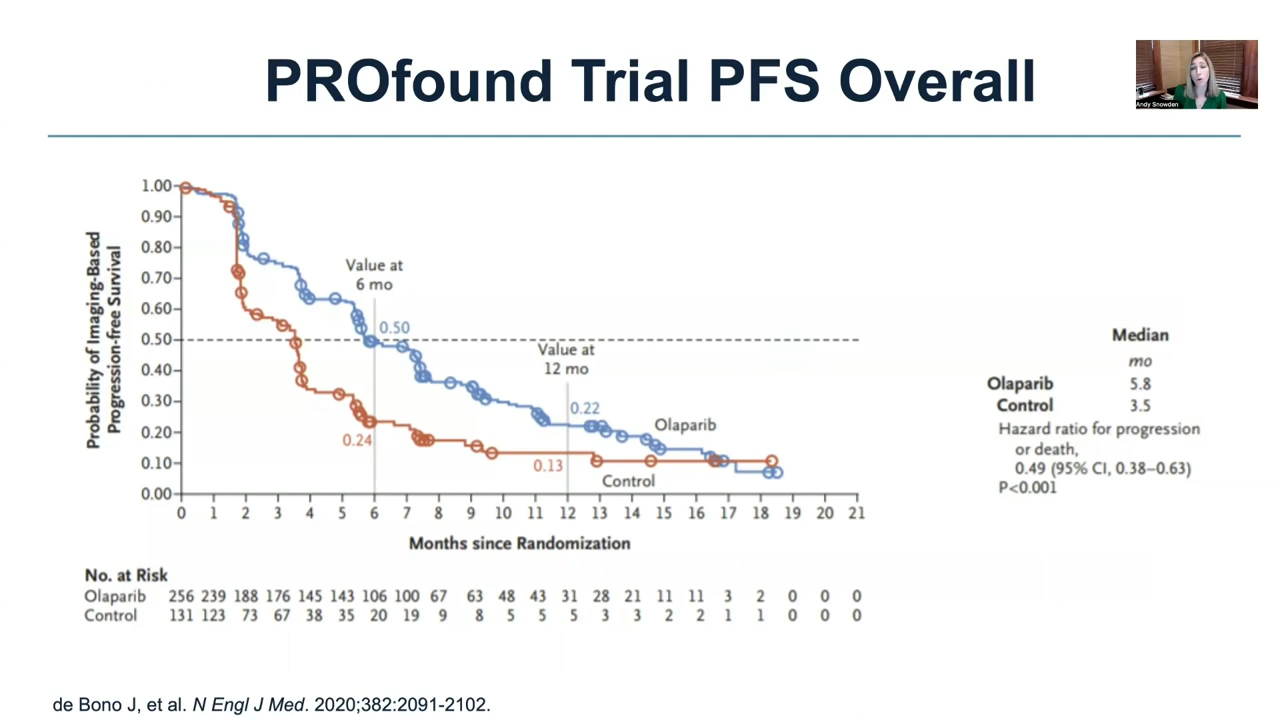 PROfound Trial PFS Overall
Andy Snowden
Probability of Imaging-Based
Progression-free Survival
1.00
0.90
0.80
0.70
0.60
0.50
0.40
0.30
0.20
0.10
0.00
Value at
6 mo
0.50
0.24
Value at
12 mo
0.22
0.13
Olaparib
Control
0 1 2 3 4 5 6 7 8 9 10 11 12 13 14 15 16 17 18 19 20 21
Months since Randomization
Median
mo
Olaparib 5.8
Control 3.5
Hazard ratio for progression
or death,
0.49 (95% CI, 0.38–0.63)
P<0.001
No. at Risk
Olaparib 256 239 188 176 145 143 106 100 67 63 48 43 31 28 21 11 11 3 2 0 0 0
Control 131 123 73 67 38 35 20 19 9 8 5 5 5 3 3 2 2 1 1 0 0 0
de Bono J, et al. N Engl J Med. 2020;382:2091-2102.